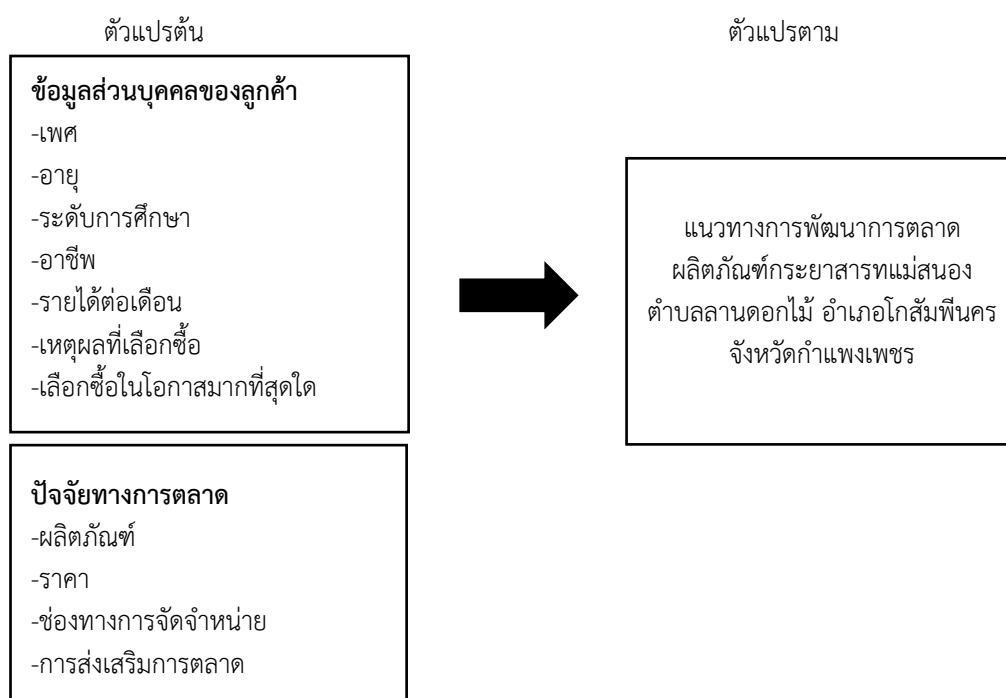 ตัวแปรต้น
ตัวแปรตาม
ข้อมูลส่วนบุคคลของลูกค้า
-เพศ
-อายุ
-ระดับการศึกษา
-อาชีพ
-รายได้ต่อเดือน
-เหตุผลที่เลือกซื้อ
-เลือกซื้อในโอกาสมากที่สุดใด
ปัจจัยทางการตลาด
-ผลิตภัณฑ์
-ราคา
-ช่องทางการจัดจำหน่าย
-การส่งเสริมการตลาด
แนวทางการพัฒนาการตลาด
ผลิตภัณฑ์กระยาสารทแม่สนอง
ตำบลลานดอกไม้ อำเภอโกสัมพีนคร
จังหวัดกำแพงเพชร